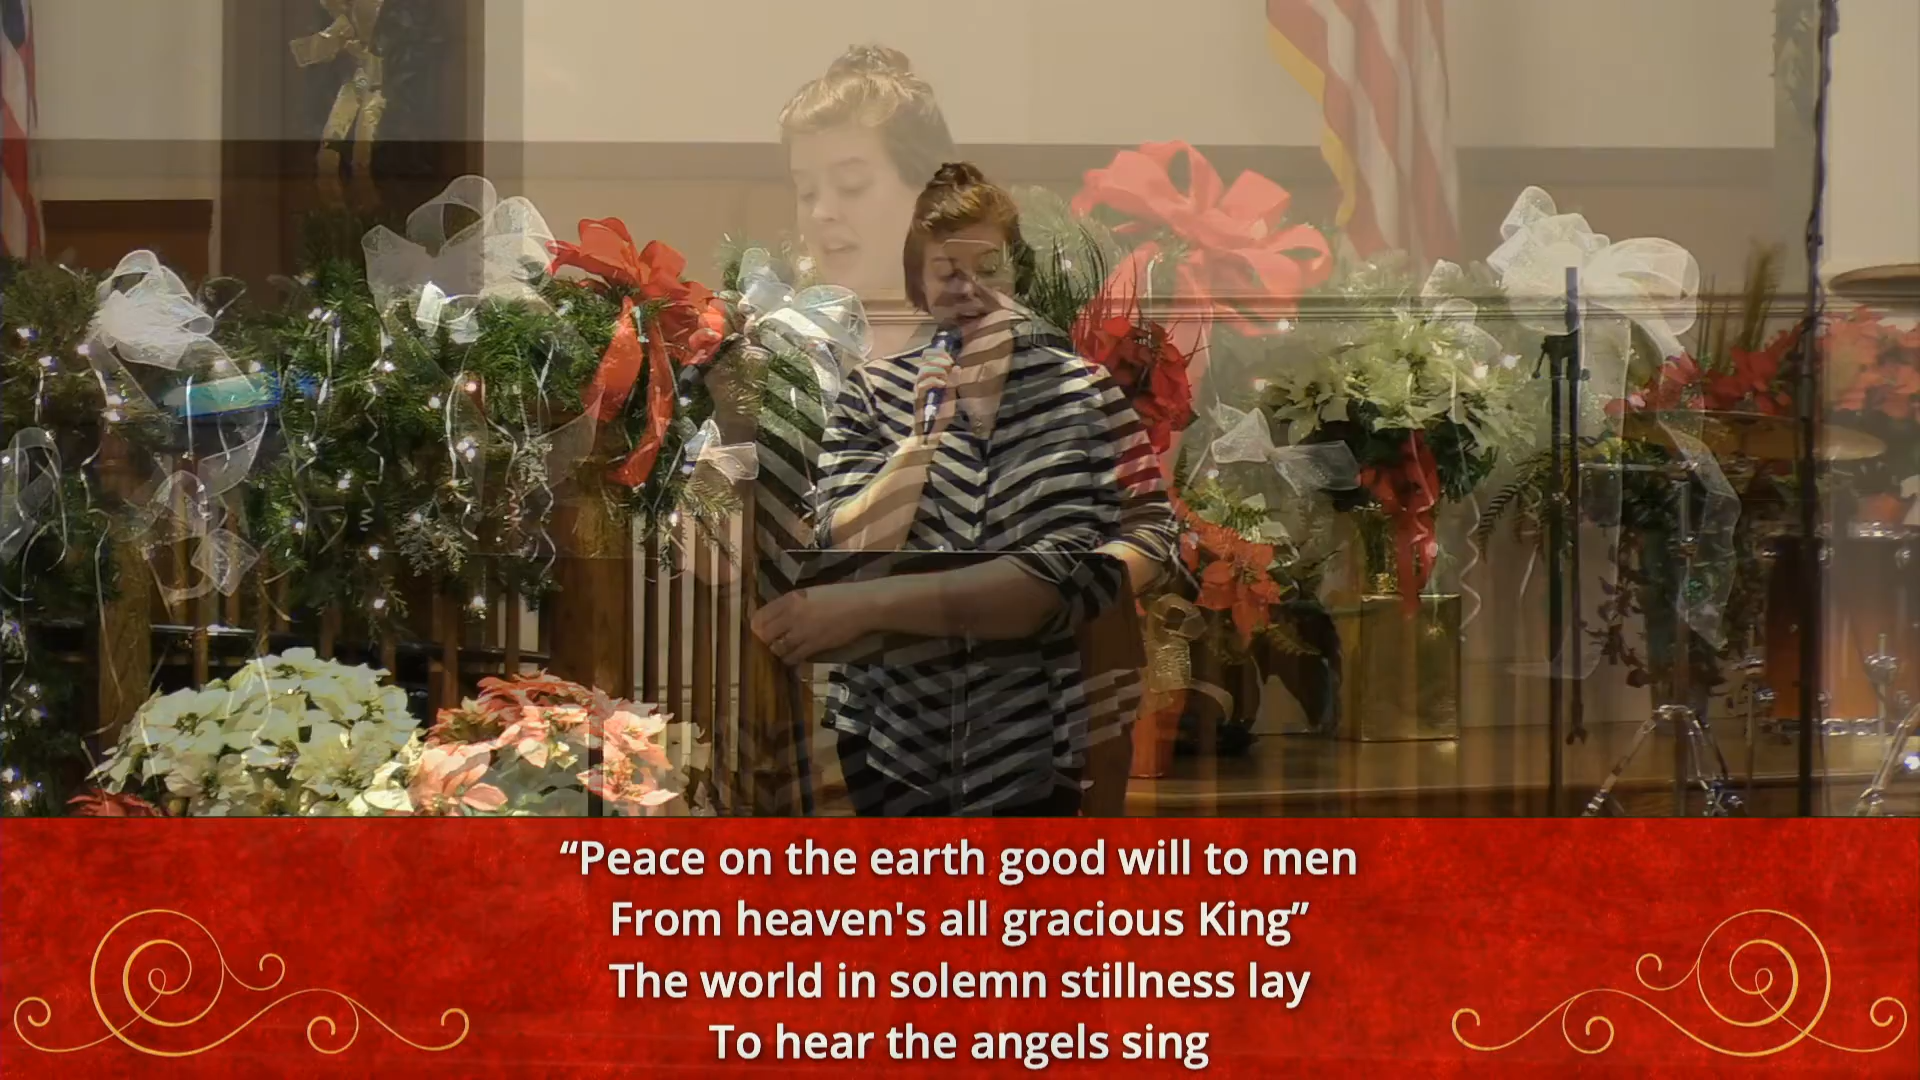 “Peace on the earth good will to men
From heaven's all gracious King”
The world in solemn stillness lay
To hear the angels sing